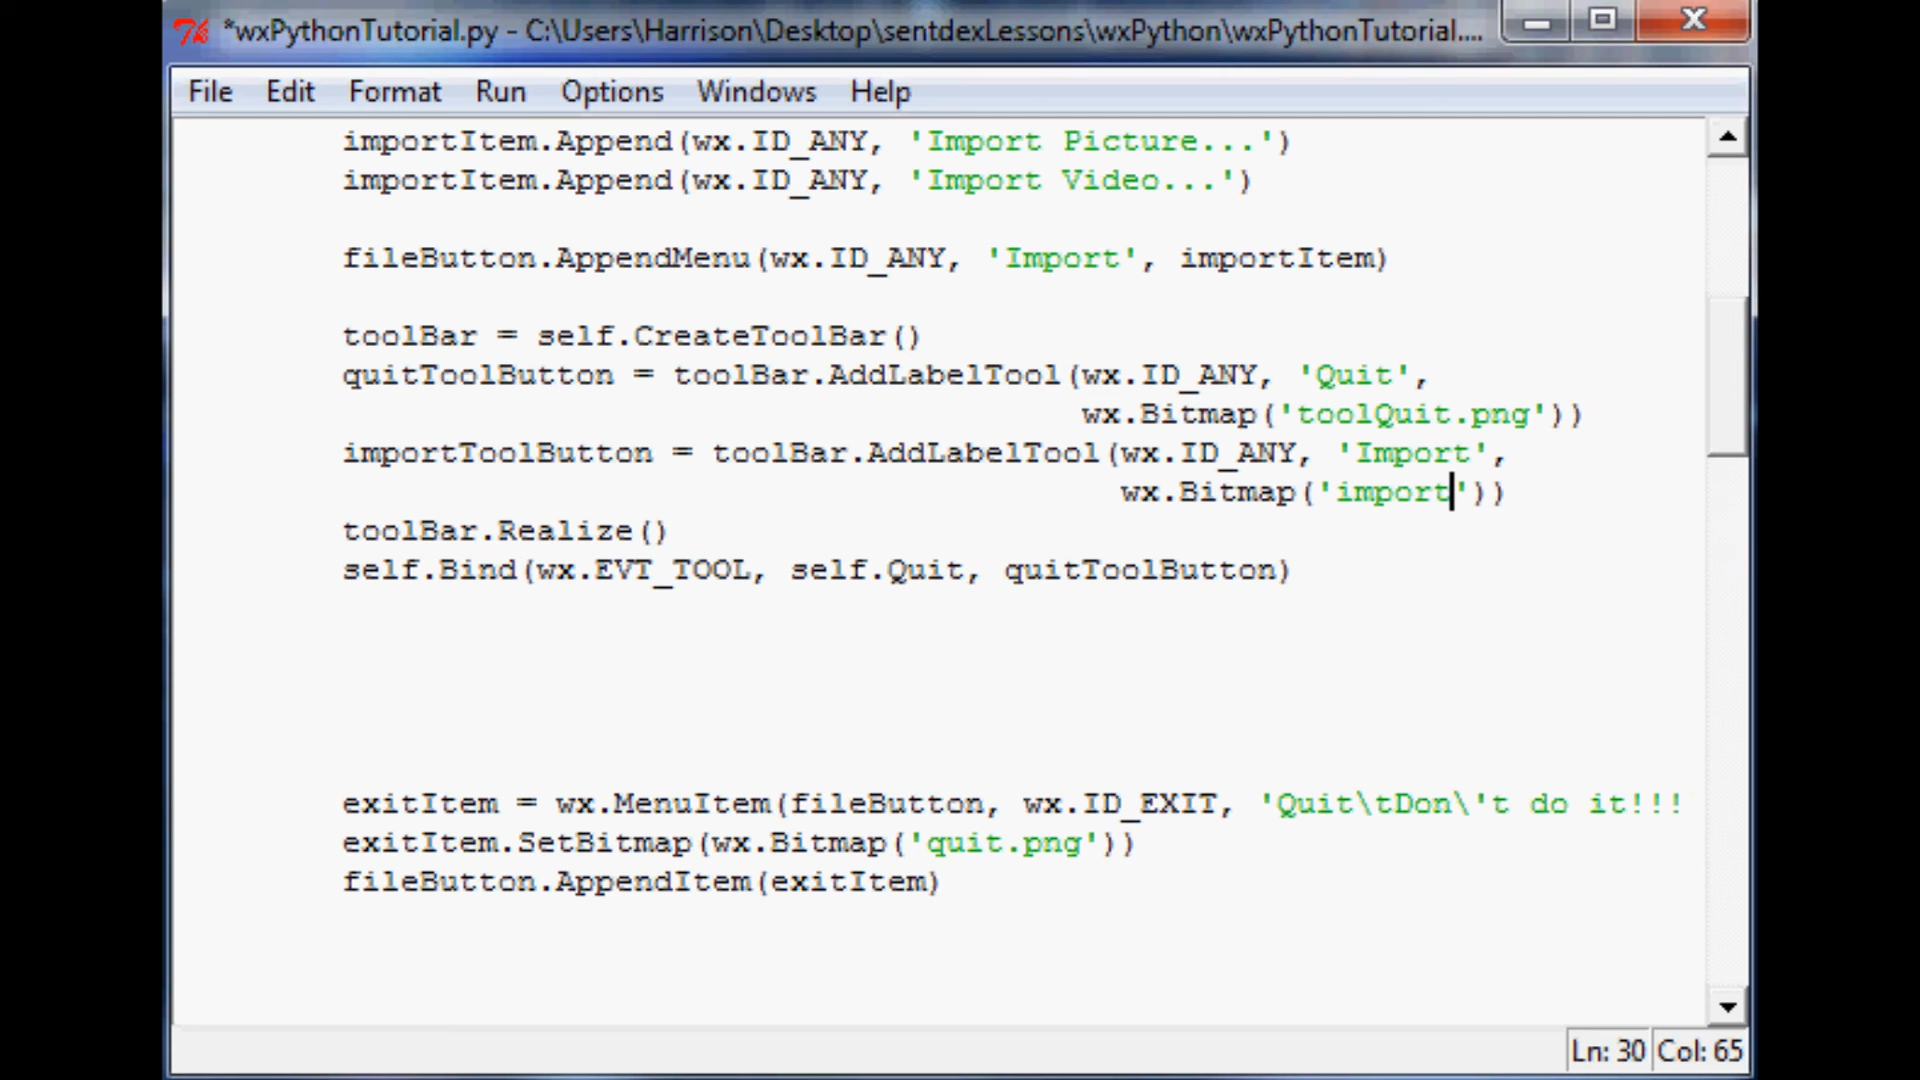 *wxPythonTutorial.py - C:\Users\Harrison\Desktop\sentdexLessons\wxPython\wxPythonTutorial....
File Edit Format Run Options Windows Help
importItem.Append(wx.ID_ANY, 'Import Picture...')
importItem.Append(wx.ID_ANY, 'Import Video...')
fileButton.AppendMenu(wx.ID_ANY, 'Import', importItem)
toolBar = self.CreateToolBar()
quitToolButton = toolBar.AddLabelTool(wx.ID_ANY, 'Quit',
wx.Bitmap('toolQuit.png'))
importToolButton = toolBar.AddLabelTool(wx.ID_ANY, 'Import',
wx.Bitmap('import'))
toolBar.Realize()
self.Bind(wx.EVT_TOOL, self.Quit, quitToolButton)
exitItem = wx.MenuItem(fileButton, wx.ID_EXIT, 'Quit\tDon\'t do it!!!
exitItem.SetBitmap(wx.Bitmap('quit.png'))
fileButton.AppendItem(exitItem)
Ln: 30 Col: 65